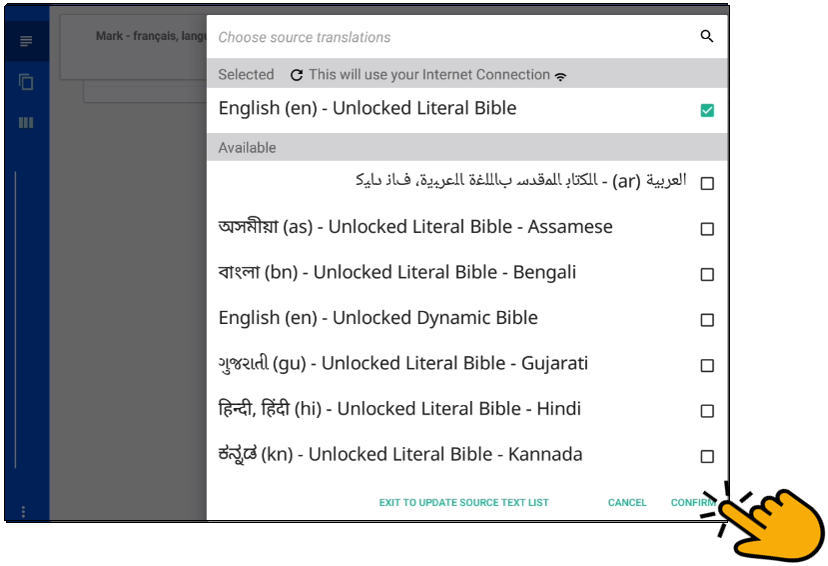 Mark - français, langu
Choose source translations
Selected This will use your Internet Connection
English (en) - Unlocked Literal Bible
Available
العربية (ar) - الكتاب المقدس باللغة العربية، فان دايك
অসমীয়া (as) - Unlocked Literal Bible - Assamese
বাংলা (bn) - Unlocked Literal Bible - Bengali
English (en) - Unlocked Dynamic Bible
ગુજરાતી (gu) - Unlocked Literal Bible - Gujarati
हिन्दी, हिंदी (hi) - Unlocked Literal Bible - Hindi
ಕನ್ನಡ (kn) - Unlocked Literal Bible - Kannada
EXIT TO UPDATE SOURCE TEXT LIST CANCEL CONFIRM